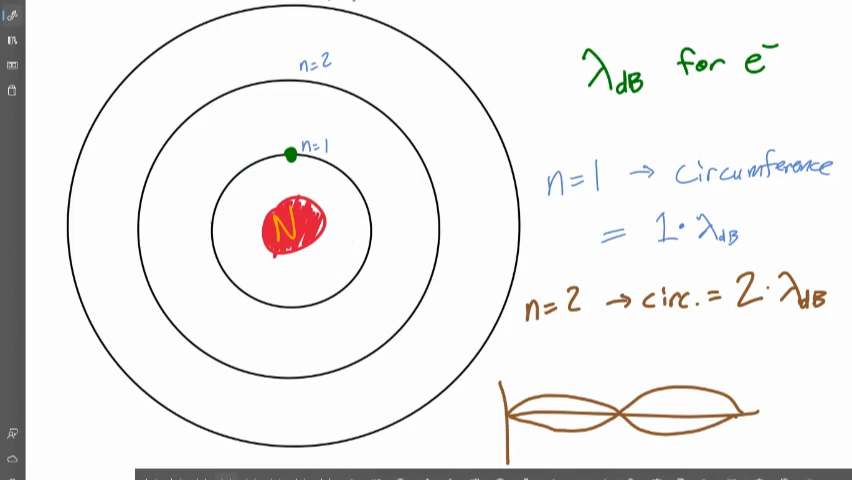 n=2
n=1
N
λdB for e⁻
n=1 → circumference
= 1·λdB
n=2 → circ. = 2·λdB